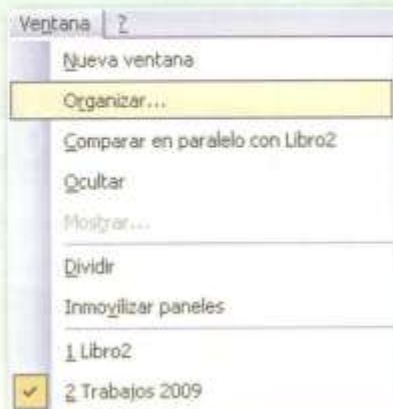 Ventana ?
Nueva ventana
Organizar...
Comparar en paralelo con Libro2
Ocultar
Mostrar...
Dividir
Inmovilizar paneles
1 Libro2
2 Trabajos 2009